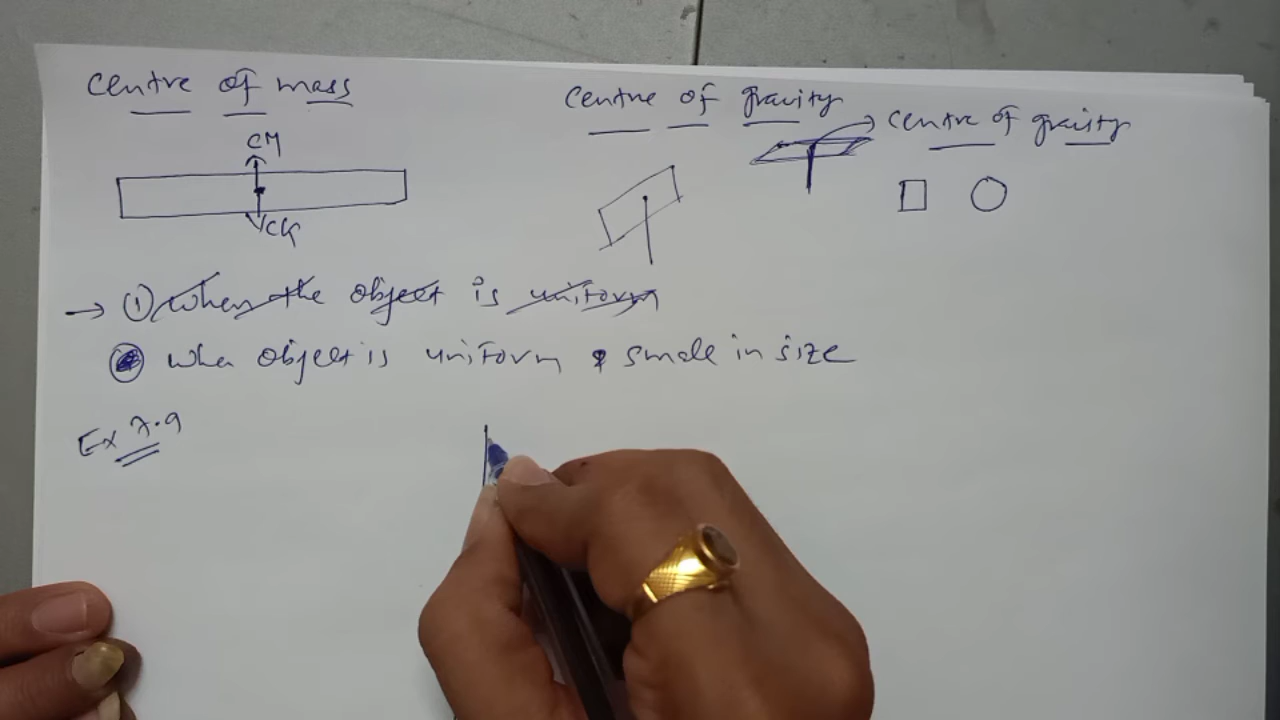 Centre of mass
Centre of gravity
Centre of gravity
CM
CG
→ ① When the object is uniform
When object is uniform & small in size
Ex 7.9